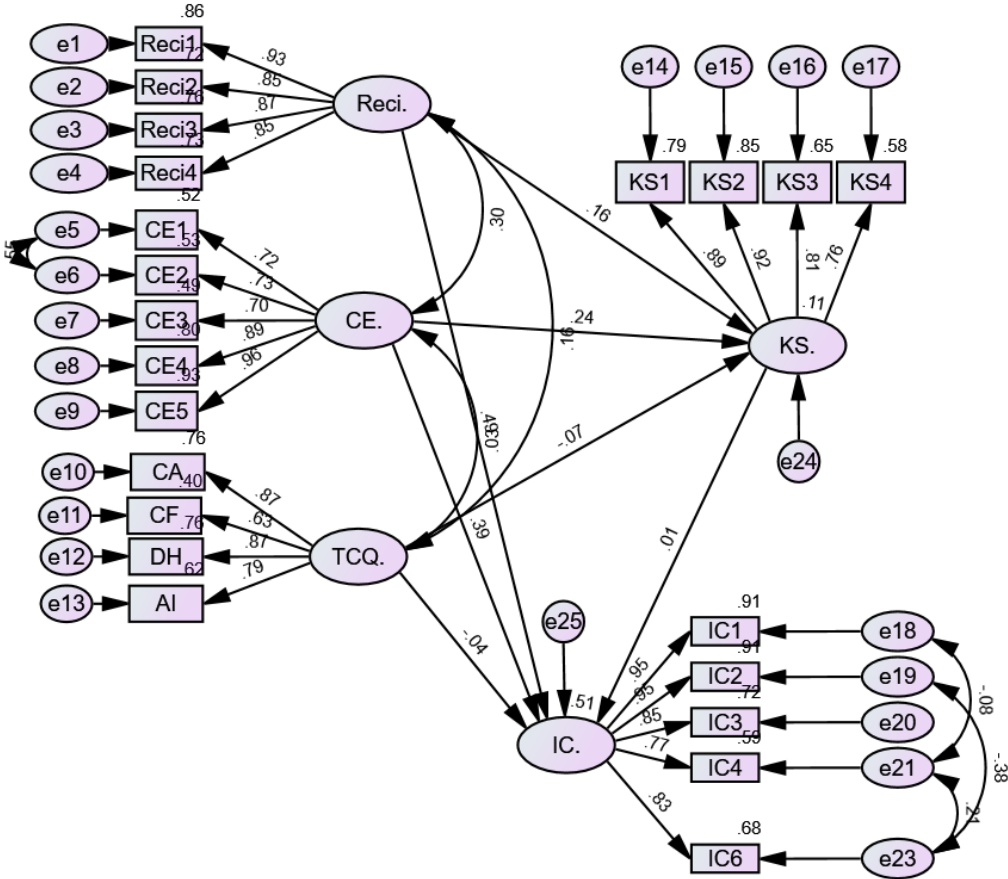 .86
e1 Reci1 .93
.72
e2 Reci2 .85
.76
e3 Reci3 .87
.73
e4 Reci4 .85
Reci.
e14 e15 e16 e17
.79 .85 .65 .58
KS1 KS2 KS3 KS4
.89 .92 .81 .76
.11
KS.
e24
.16
.30
.16
.52
e5 CE1 .72
.55
.53
e6 CE2 .73
.49
e7 CE3 .70
.80
e8 CE4 .89
.93
e9 CE5 .96
CE.
.24
-.07
.39
.01
.76
e10 CA .87
.40
e11 CF .63
.76
e12 DH .87
.62
e13 AI .79
TCQ.
-.04
e25
.51
IC.
.91
.95 IC1 e18
.91
.95 IC2 e19
.72
.85 IC3 e20
.59
.77 IC4 e21
.68
.83 IC6 e23
-.08
-.38
.21